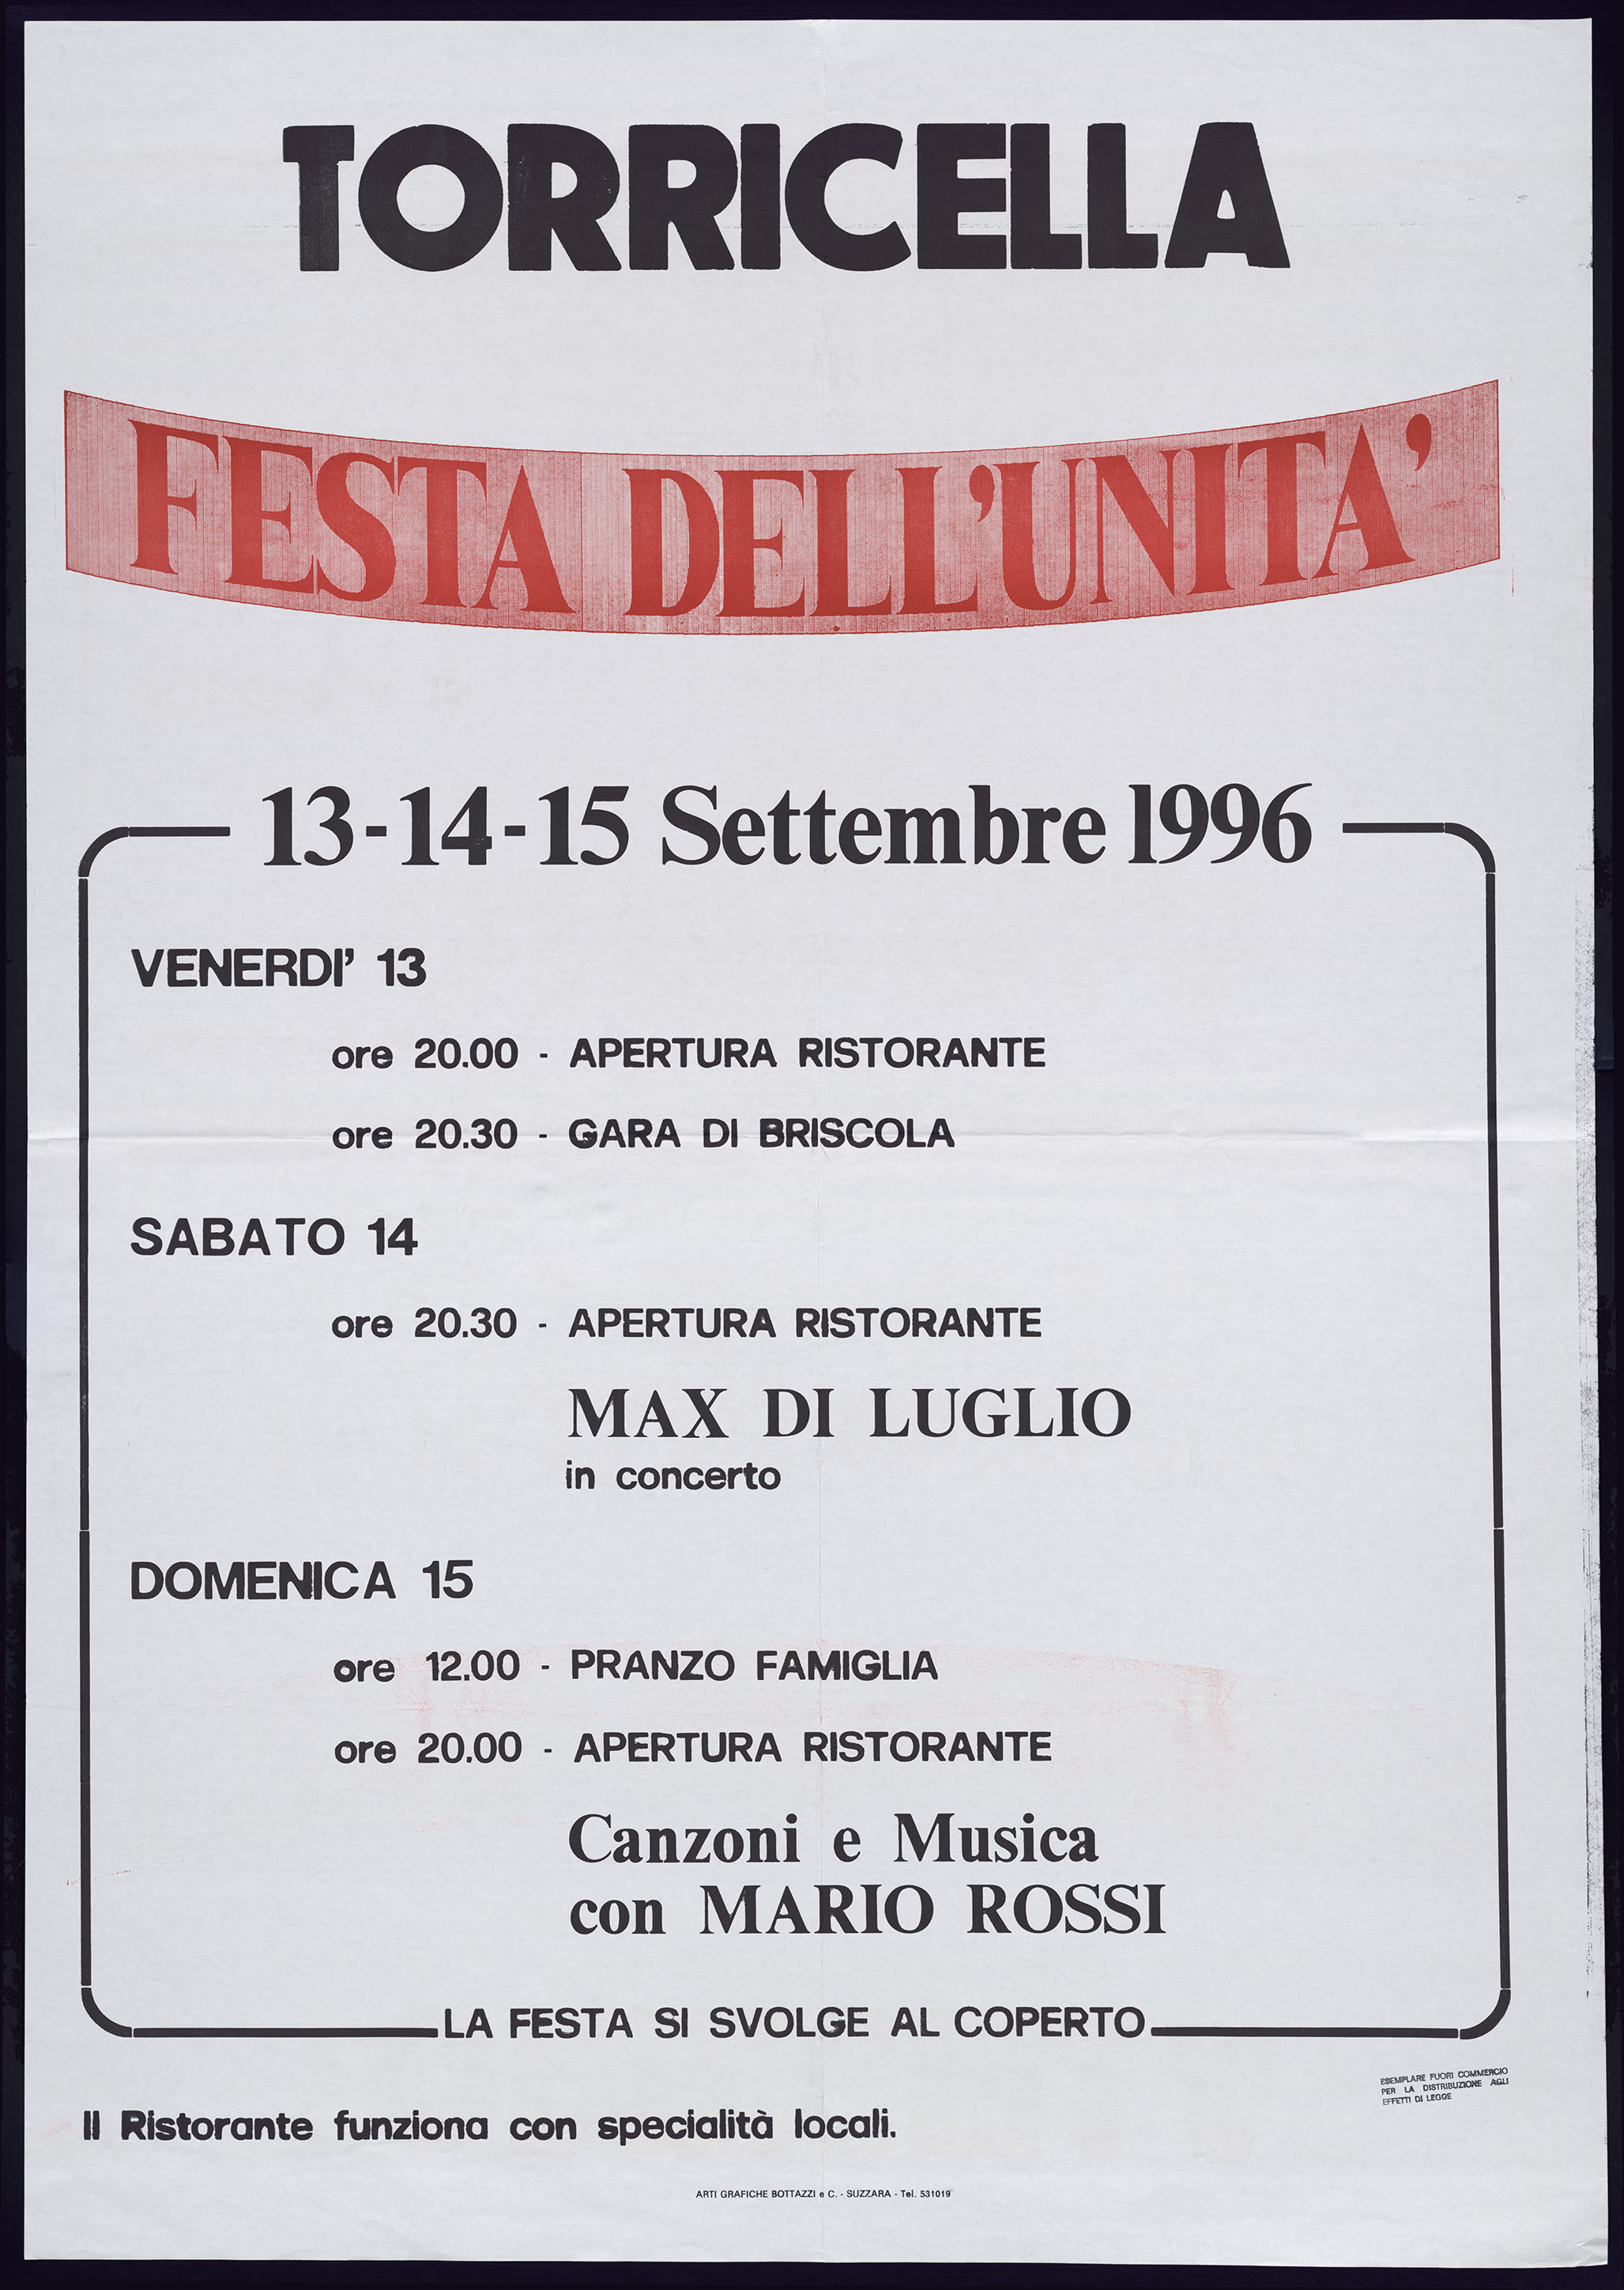 TORRICELLA
FESTA DELL'UNITA'
13-14-15 Settembre 1996
VENERDI' 13
ore 20.00 - APERTURA RISTORANTE
ore 20.30 - GARA DI BRISCOLA
SABATO 14
ore 20.30 - APERTURA RISTORANTE
MAX DI LUGLIO
in concerto
DOMENICA 15
ore 12.00 - PRANZO FAMIGLIA
ore 20.00 - APERTURA RISTORANTE
Canzoni e Musica
con MARIO ROSSI
LA FESTA SI SVOLGE AL COPERTO
ESEMPLARE FUORI COMMERCIO
PER LA DISTRIBUZIONE AGLI
EFFETTI DI LEGGE
Il Ristorante funziona con specialità locali.
ARTI GRAFICHE BOTTAZZI e C. - SUZZARA - Tel. 531019